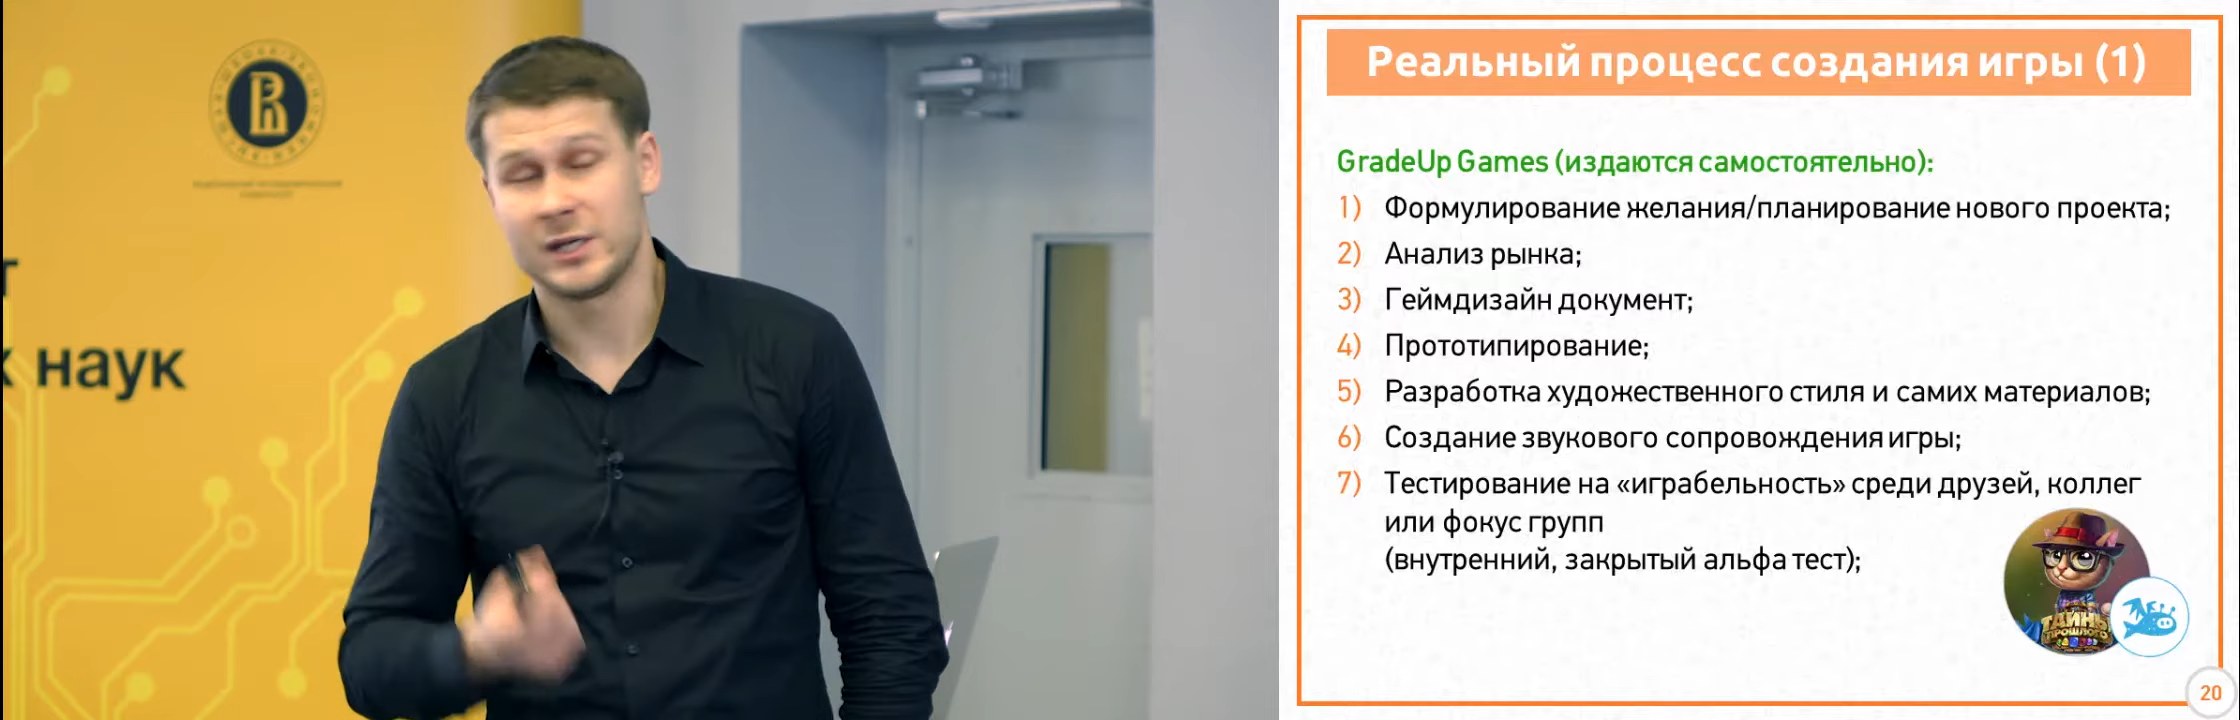 т
х наук
Реальный процесс создания игры (1)
GradeUp Games (издаются самостоятельно):
1) Формулирование желания/планирование нового проекта;
2) Анализ рынка;
3) Геймдизайн документ;
4) Прототипирование;
5) Разработка художественного стиля и самих материалов;
6) Создание звукового сопровождения игры;
7) Тестирование на «играбельность» среди друзей, коллег
или фокус групп
(внутренний, закрытый альфа тест);
ТАЙНЫ
ПРОШЛОГО
20